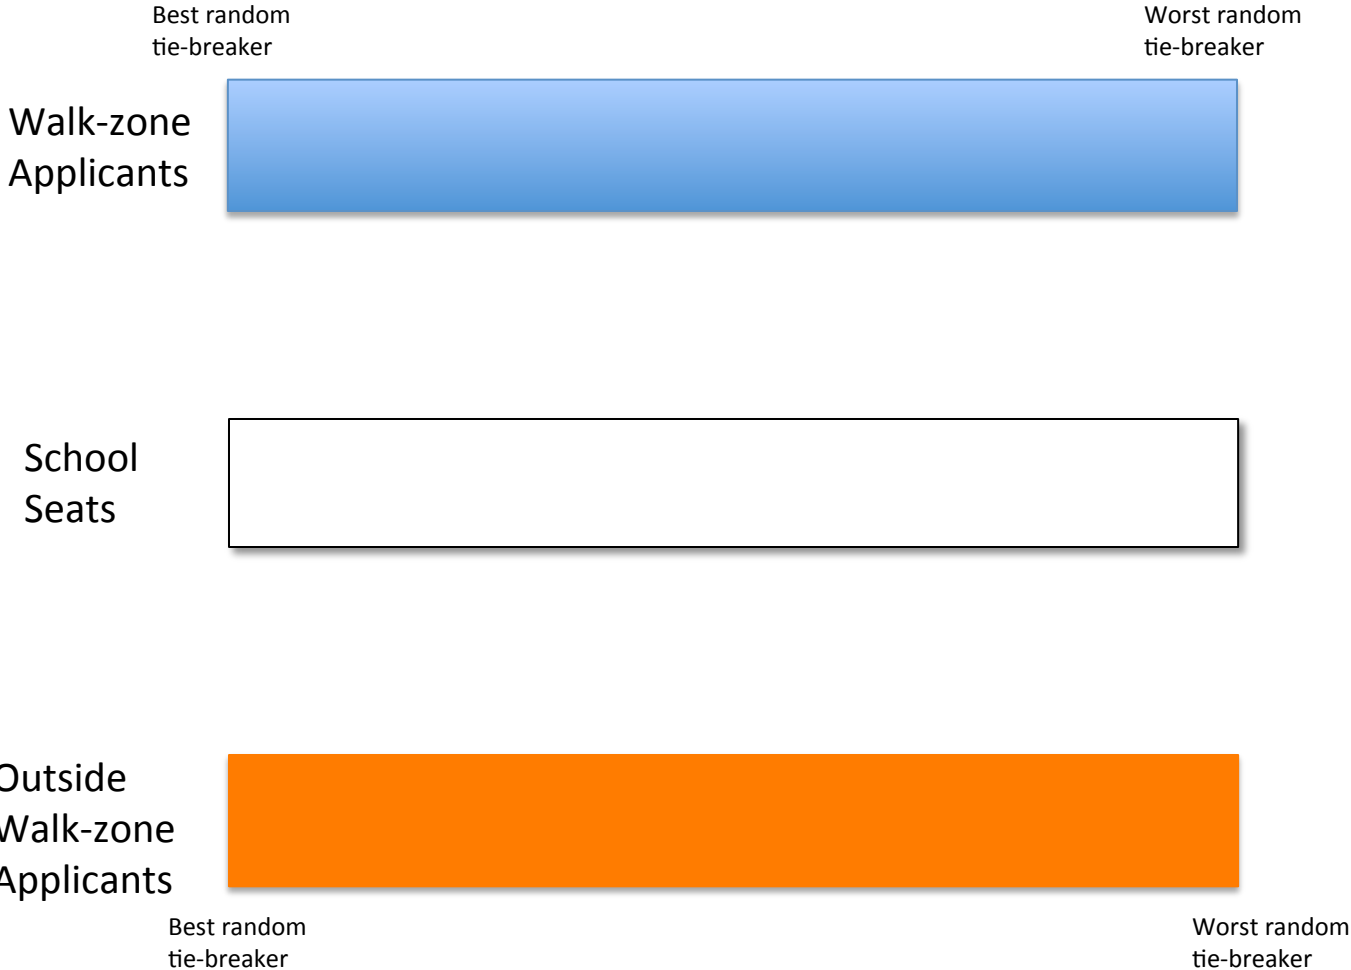 Best random
tie-breaker
Worst random
tie-breaker
Walk-zone
Applicants
School
Seats
Outside
Walk-zone
Applicants
Best random
tie-breaker
Worst random
tie-breaker